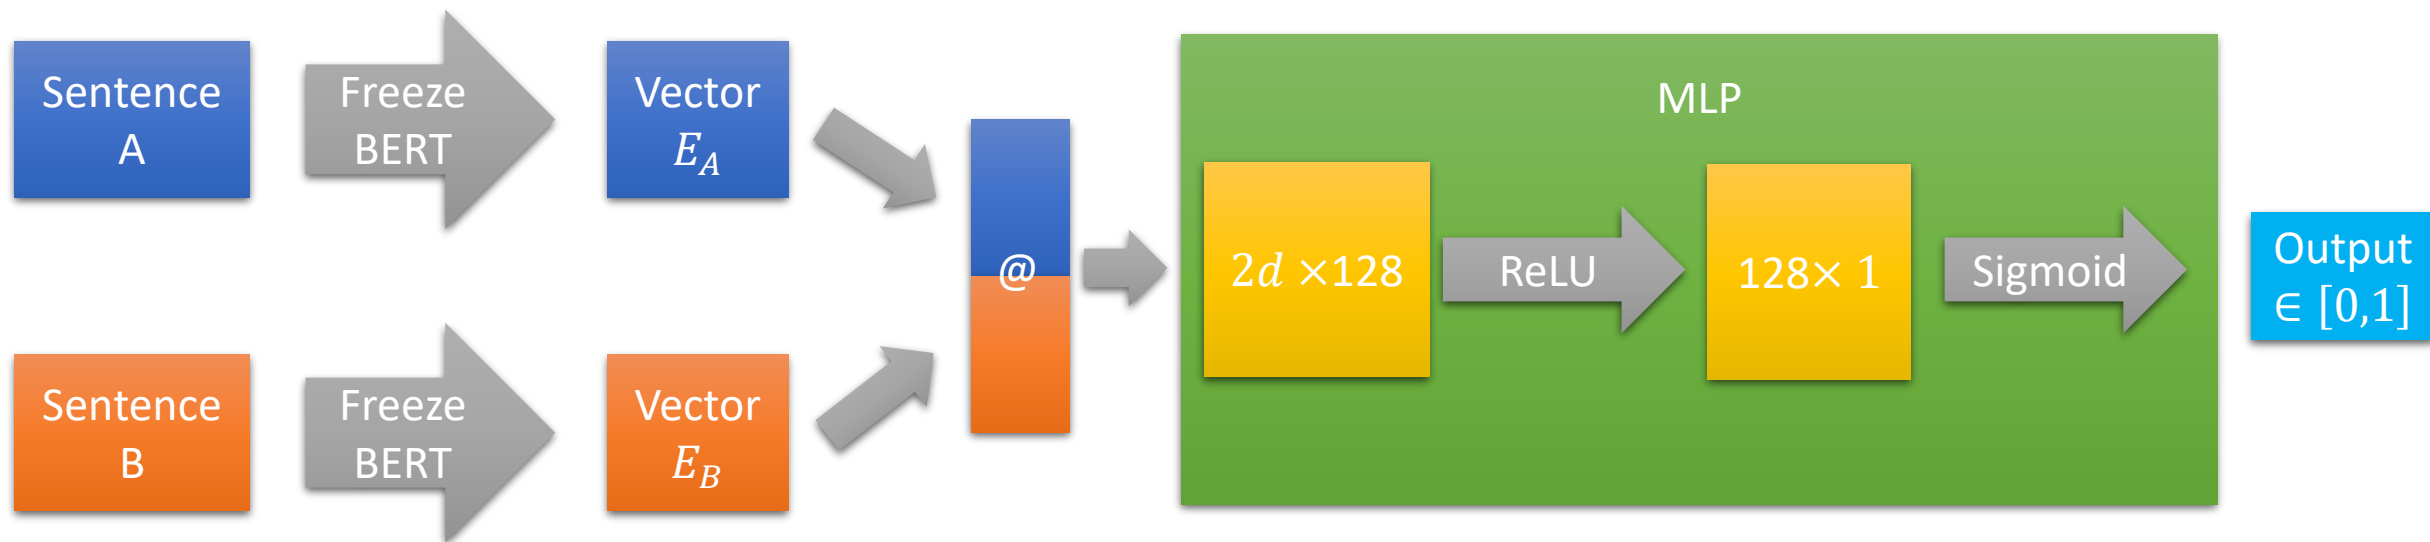 Sentence
A
Freeze
BERT
Vector
E_A
Sentence
B
Freeze
BERT
Vector
E_B
@
MLP
2d ×128
ReLU
128× 1
Sigmoid
Output
∈ [0,1]